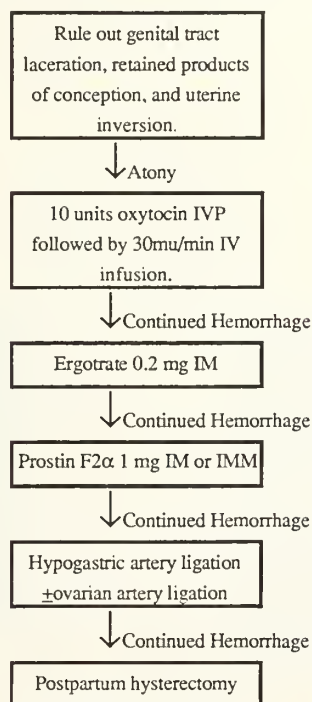 Rule out genital tract
laceration, retained products
of conception, and uterine
inversion.
Atony
10 units oxytocin IVP
followed by 30mu/min IV
infusion.
Continued Hemorrhage
Ergotrate 0.2 mg IM
Continued Hemorrhage
Prostin F2α 1 mg IM or IMM
Continued Hemorrhage
Hypogastric artery ligation
±ovarian artery ligation
Continued Hemorrhage
Postpartum hysterectomy